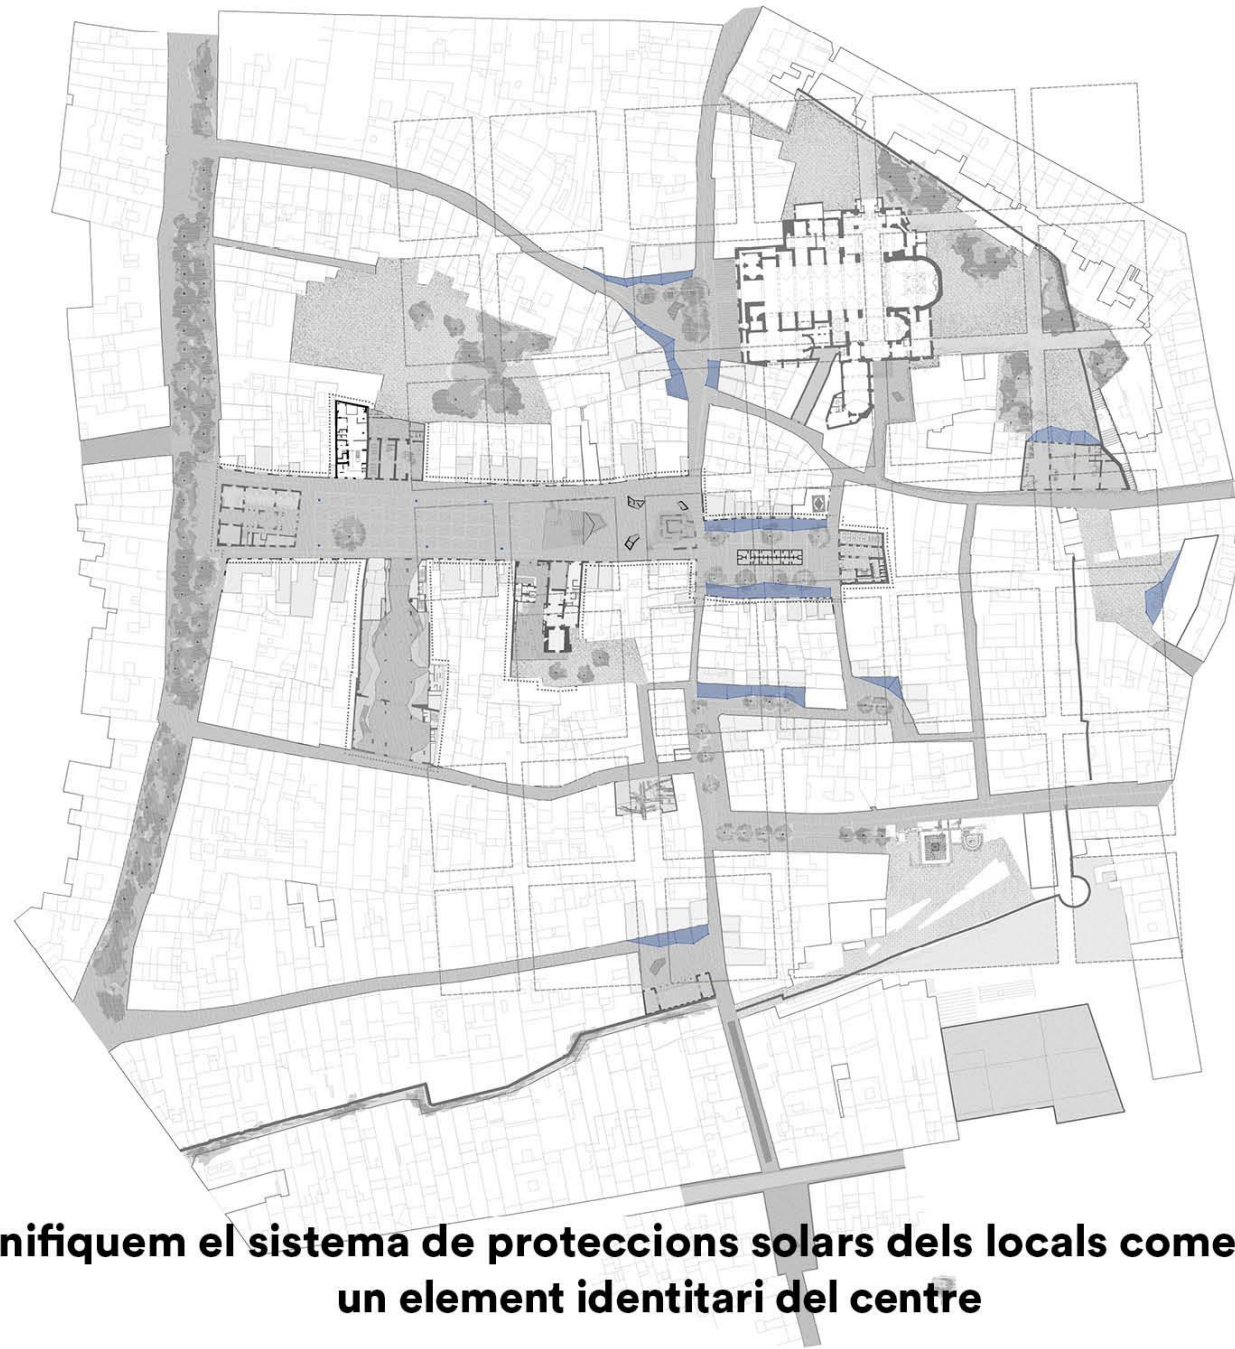 nifiquem el sistema de proteccions solars dels locals come
un element identitari del centre